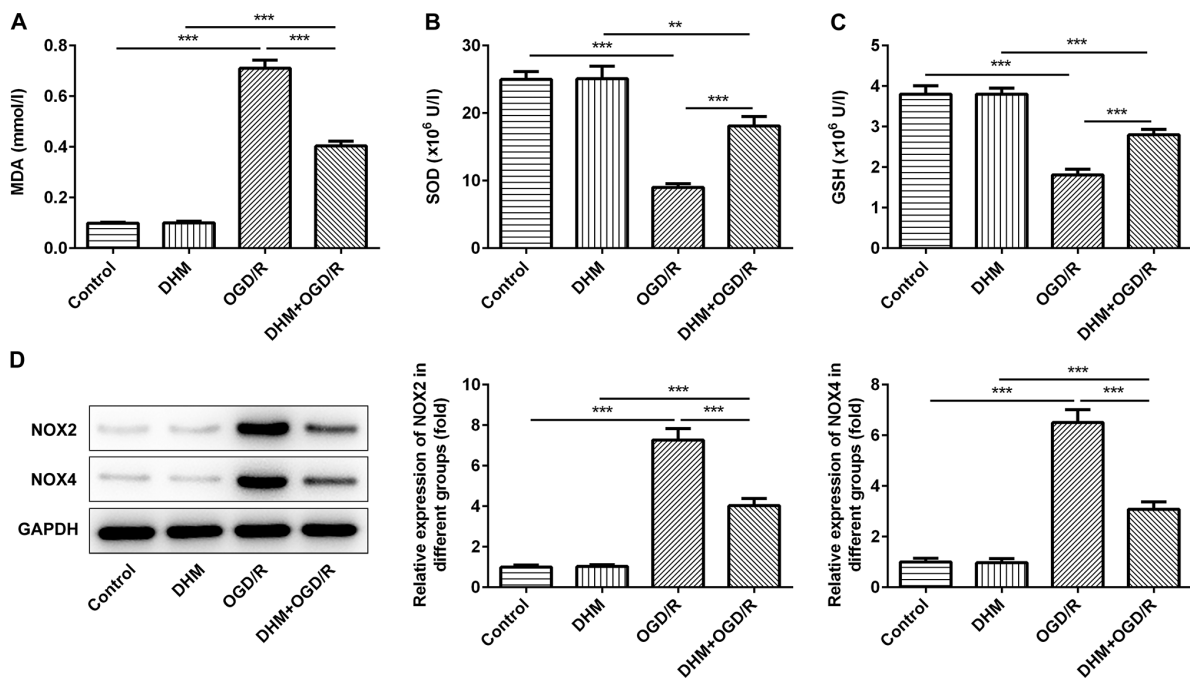 A
MDA (mmol/l)
0.8
0.6
0.4
0.2
0.0
***
***
***
Control
DHM
OGD/R
DHM+OGD/R
B
SOD (x10⁶ U/l)
30
20
10
0
**
***
***
Control
DHM
OGD/R
DHM+OGD/R
C
GSH (x10⁶ U/l)
5
4
3
2
1
0
***
***
***
Control
DHM
OGD/R
DHM+OGD/R
D
NOX2
NOX4
GAPDH
Control
DHM
OGD/R
DHM+OGD/R
Relative expression of NOX2 in
different groups (fold)
10
8
6
4
2
0
***
***
***
Control
DHM
OGD/R
DHM+OGD/R
Relative expression of NOX4 in
different groups (fold)
8
6
4
2
0
***
***
***
Control
DHM
OGD/R
DHM+OGD/R